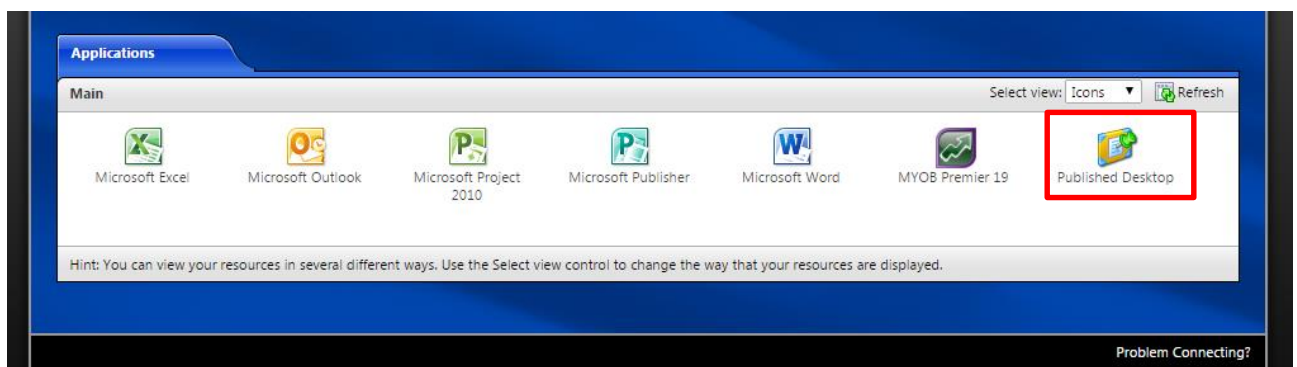 Applications
Main
Select view: Icons Refresh
Microsoft Excel
Microsoft Outlook
Microsoft Project
2010
Microsoft Publisher
Microsoft Word
MYOB Premier 19
Published Desktop
Hint: You can view your resources in several different ways. Use the Select view control to change the way that your resources are displayed.
Problem Connecting?